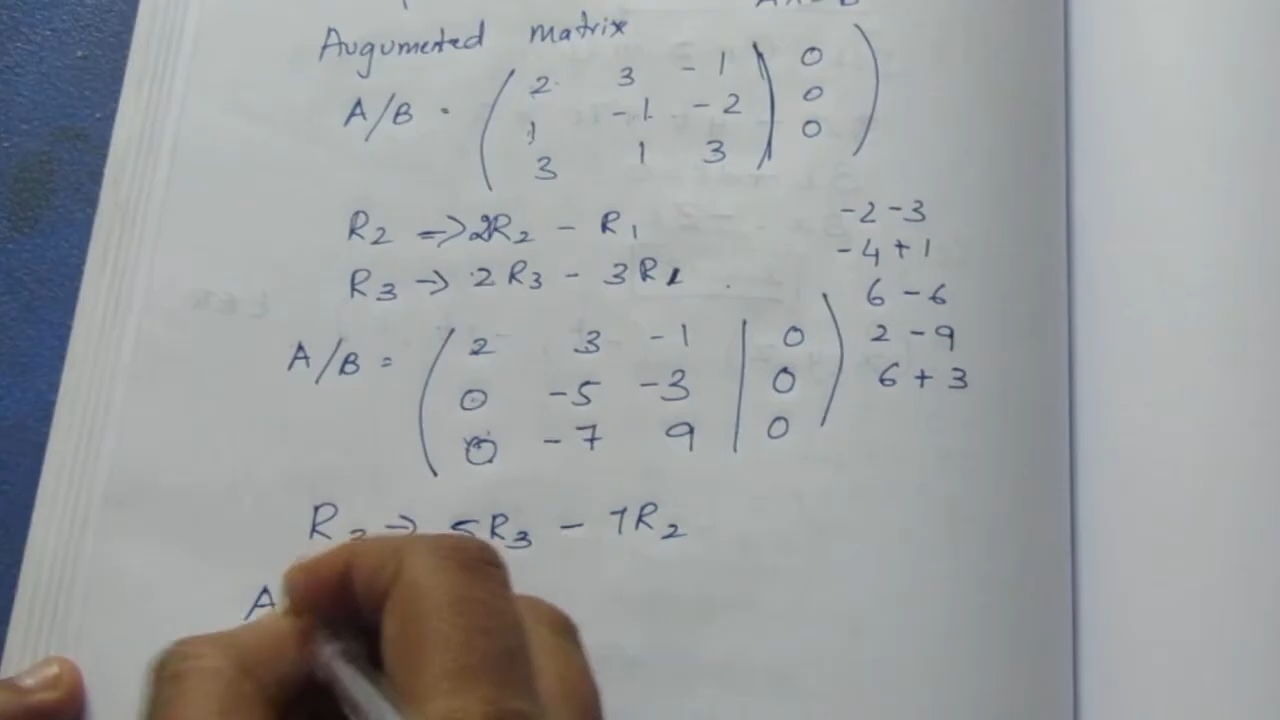 Augumented matrix
A/B = ( 2 3 -1 | 0 )
1 -1 -2 | 0
3 1 3 | 0
R2 => 2R2 - R1
R3 -> 2R3 - 3R1
-2 -3
-4 + 1
6 - 6
2 - 9
6 + 3
A/B = ( 2 3 -1 | 0 )
0 -5 -3 | 0
0 -7 9 | 0
R3 -> 5R3 - 7R2
A